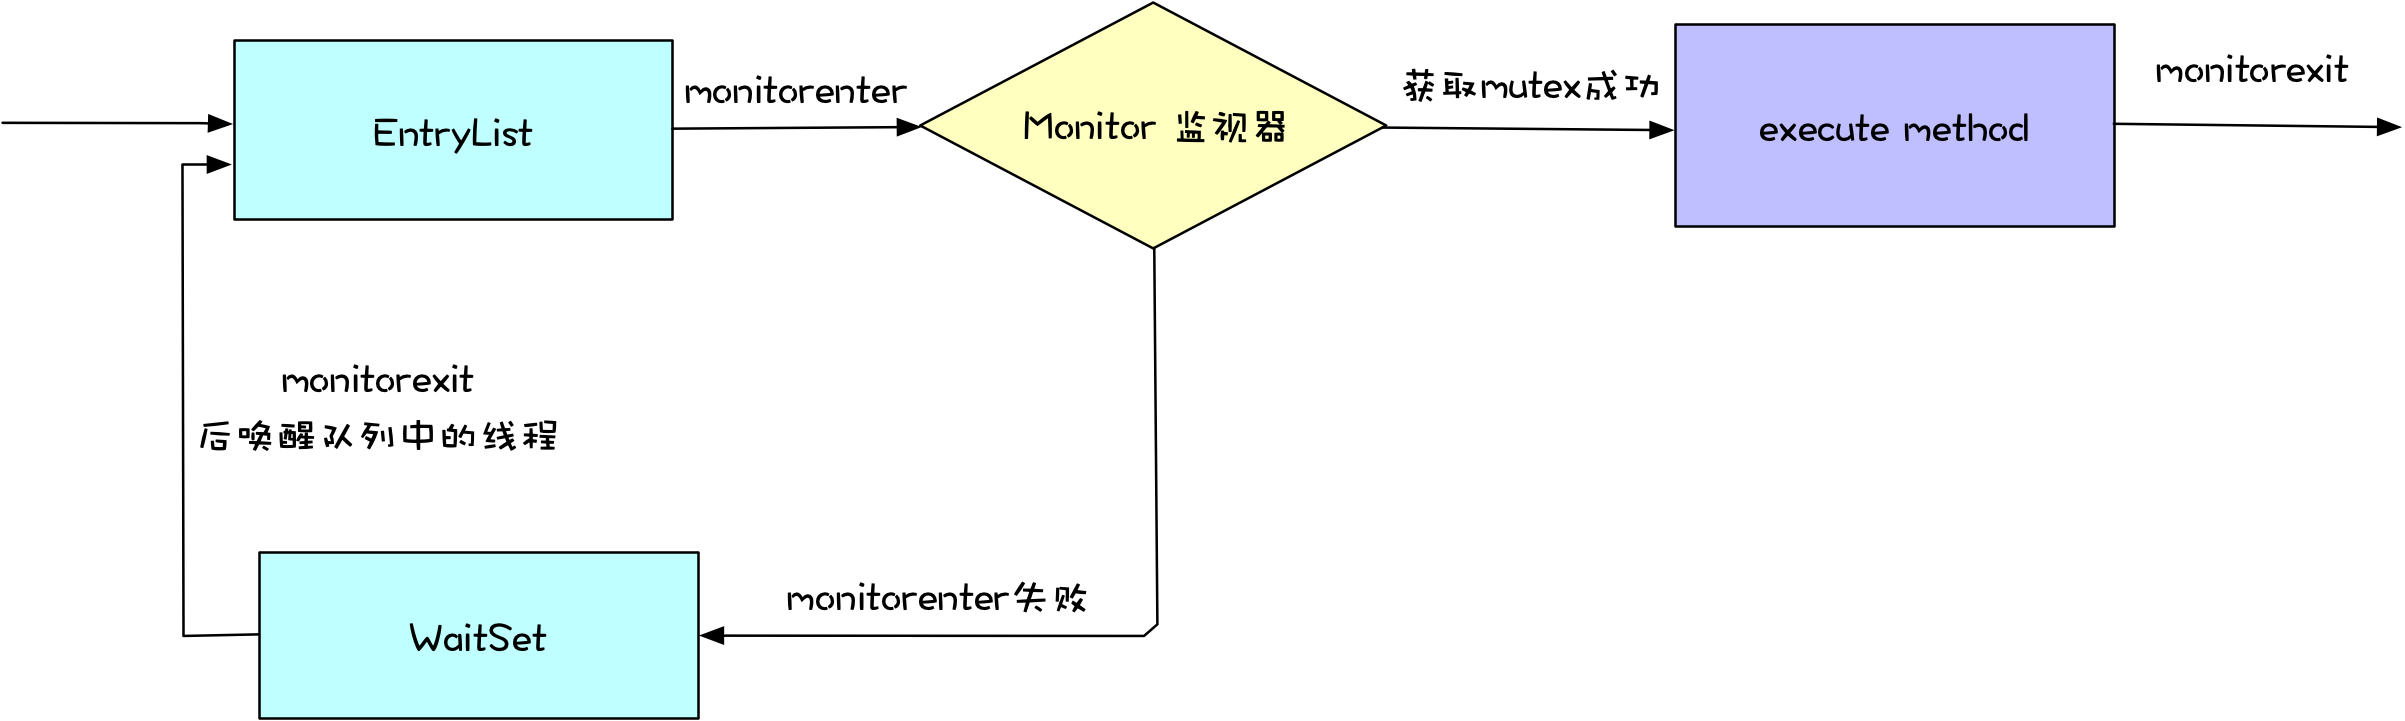 monitorenter
EntryList
Monitor 监视器
获取mutex成功
execute method
monitorexit
monitorexit
后唤醒队列中的线程
monitorenter失败
WaitSet